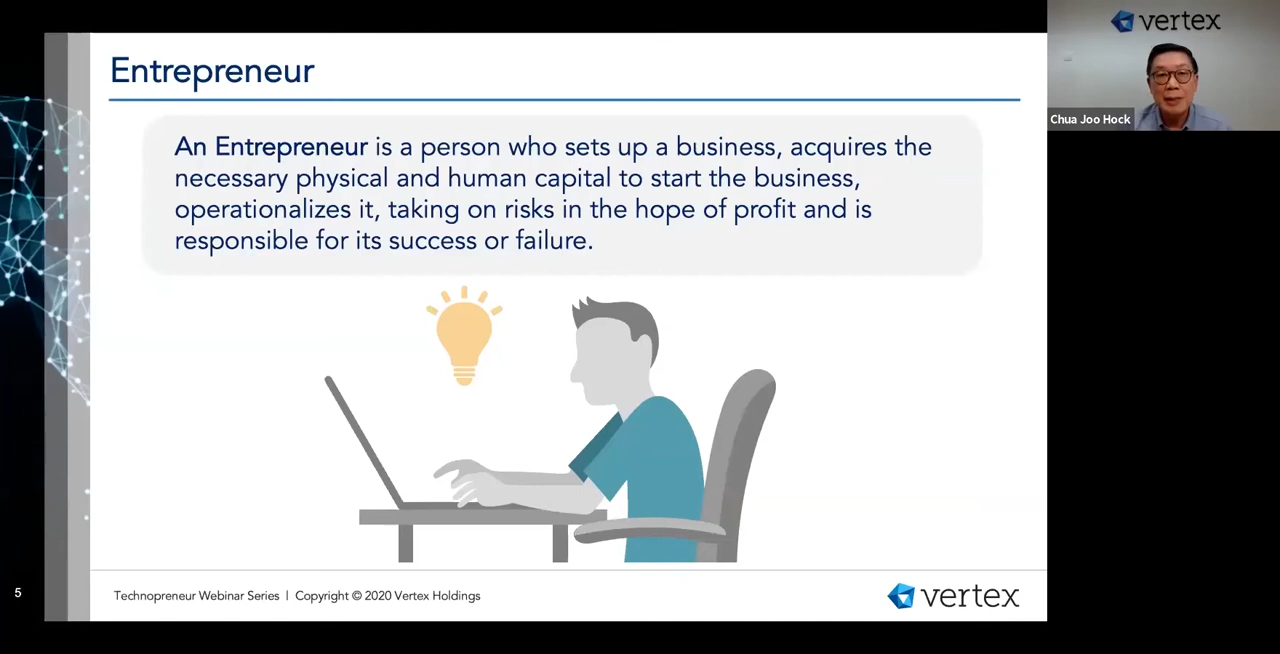 vertex
Chua Joo Hock
Entrepreneur
An Entrepreneur is a person who sets up a business, acquires the
necessary physical and human capital to start the business,
operationalizes it, taking on risks in the hope of profit and is
responsible for its success or failure.
5
Technopreneur Webinar Series | Copyright © 2020 Vertex Holdings
vertex